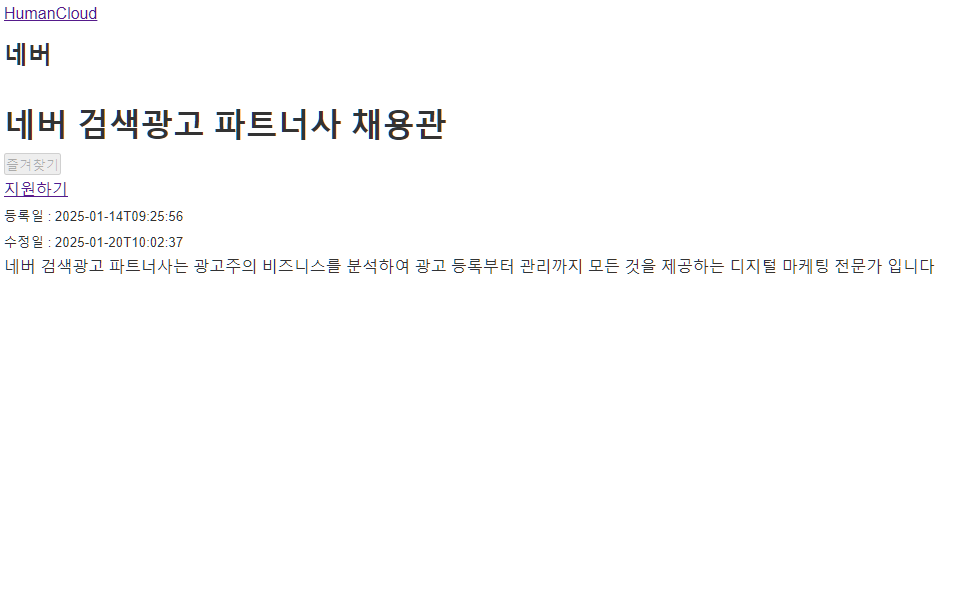 HumanCloud
네버
네버 검색광고 파트너사 채용관
즐겨찾기
지원하기
등록일 : 2025-01-14T09:25:56
수정일 : 2025-01-20T10:02:37
네버 검색광고 파트너사는 광고주의 비즈니스를 분석하여 광고 등록부터 관리까지 모든 것을 제공하는 디지털 마케팅 전문가 입니다